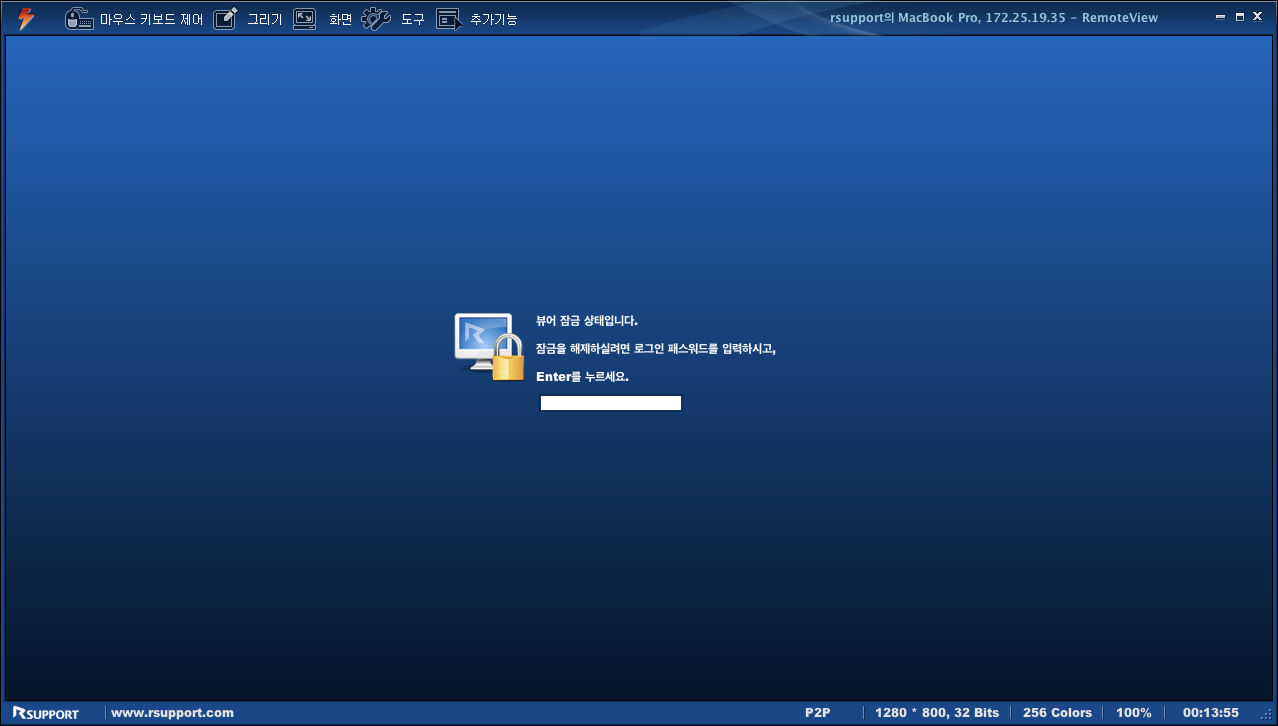 마우스 키보드 제어 그리기 화면 도구 추가기능 rsupport의 MacBook Pro, 172.25.19.35 - RemoteView
뷰어 잠금 상태입니다.
잠금을 해제하실려면 로그인 패스워드를 입력하시고,
Enter를 누르세요.
RSUPPORT www.rsupport.com P2P 1280 * 800, 32 Bits 256 Colors 100% 00:13:55